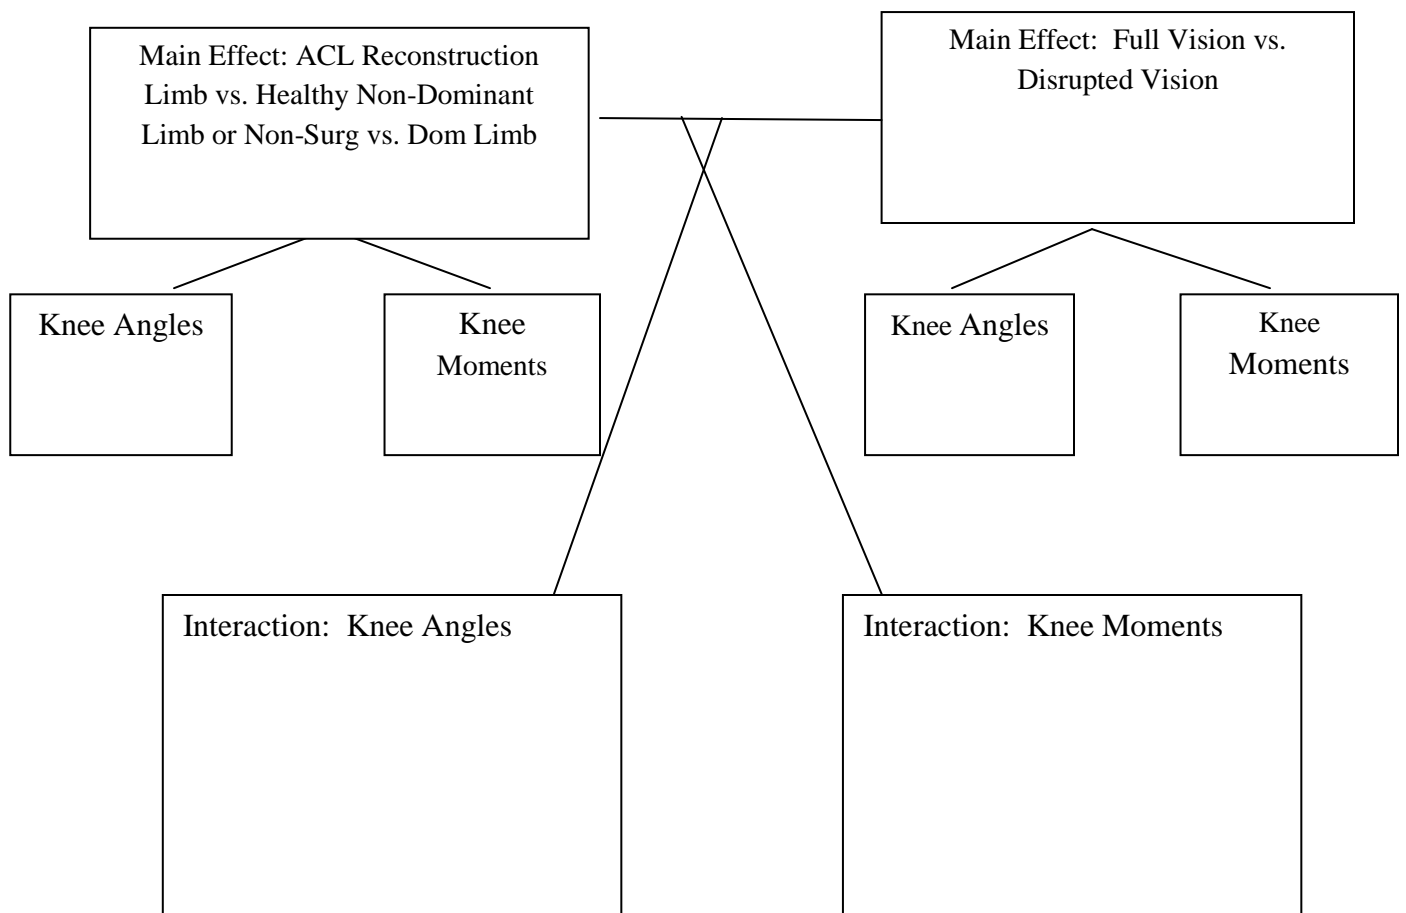 Main Effect: ACL Reconstruction
Limb vs. Healthy Non-Dominant
Limb or Non-Surg vs. Dom Limb
Main Effect:  Full Vision vs.
Disrupted Vision
Knee Angles
Knee
Moments
Knee Angles
Knee
Moments
Interaction:  Knee Angles
Interaction:  Knee Moments